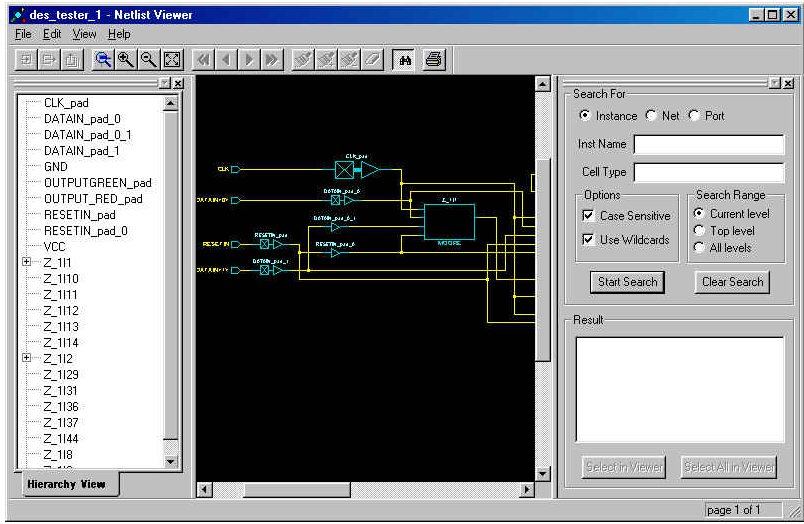 des_tester_1 - Netlist Viewer
File Edit View Help
CLK_pad
DATAIN_pad_0
DATAIN_pad_0_1
DATAIN_pad_1
GND
OUTPUTGREEN_pad
OUTPUT_RED_pad
RESETIN_pad
RESETIN_pad_0
VCC
Z_1I1
Z_1I10
Z_1I11
Z_1I12
Z_1I13
Z_1I14
Z_1I2
Z_1I29
Z_1I31
Z_1I36
Z_1I37
Z_1I44
Z_1I8
Hierarchy View
CLK_pad
CLK
DATAIN_pad_0
DATAIN_pad_0_1
Z_1I1
MOORE
RESETIN
RESETIN_pad
RESETIN_pad_0
DATAIN_pad_1
Search For
Instance Net Port
Inst Name
Cell Type
Options
Case Sensitive
Use Wildcards
Search Range
Current level
Top level
All levels
Start Search Clear Search
Result
Select in Viewer Select All in Viewer
page 1 of 1